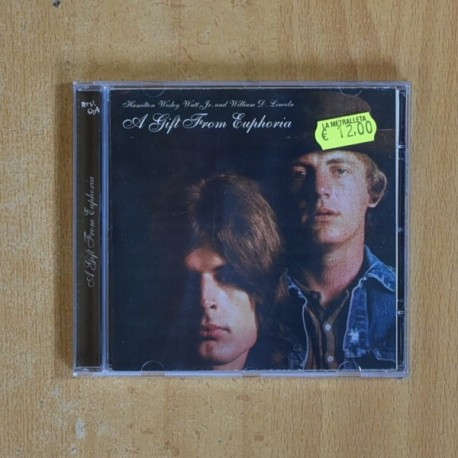 Hamilton Wesley Watt, Jr. and William D. Lincoln
A Gift From Euphoria
LA METRALLETA
€ 12,00
A Gift From Euphoria